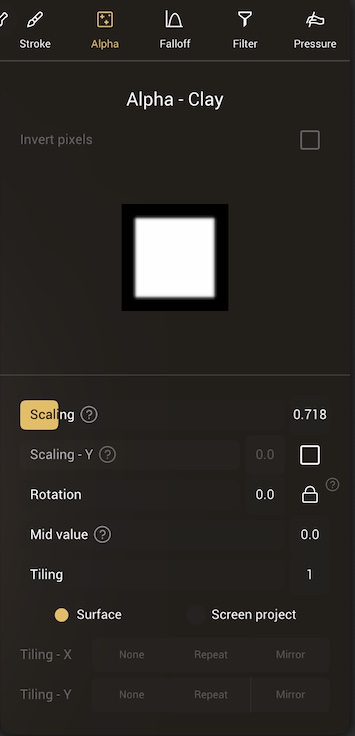 Stroke Alpha Falloff Filter Pressure
Alpha - Clay
Invert pixels
Scaling ? 0.718
Scaling - Y ? 0.0
?
Rotation 0.0
Mid value ? 0.0
Tiling 1
Surface Screen project
Tiling - X None Repeat Mirror
Tiling - Y None Repeat Mirror